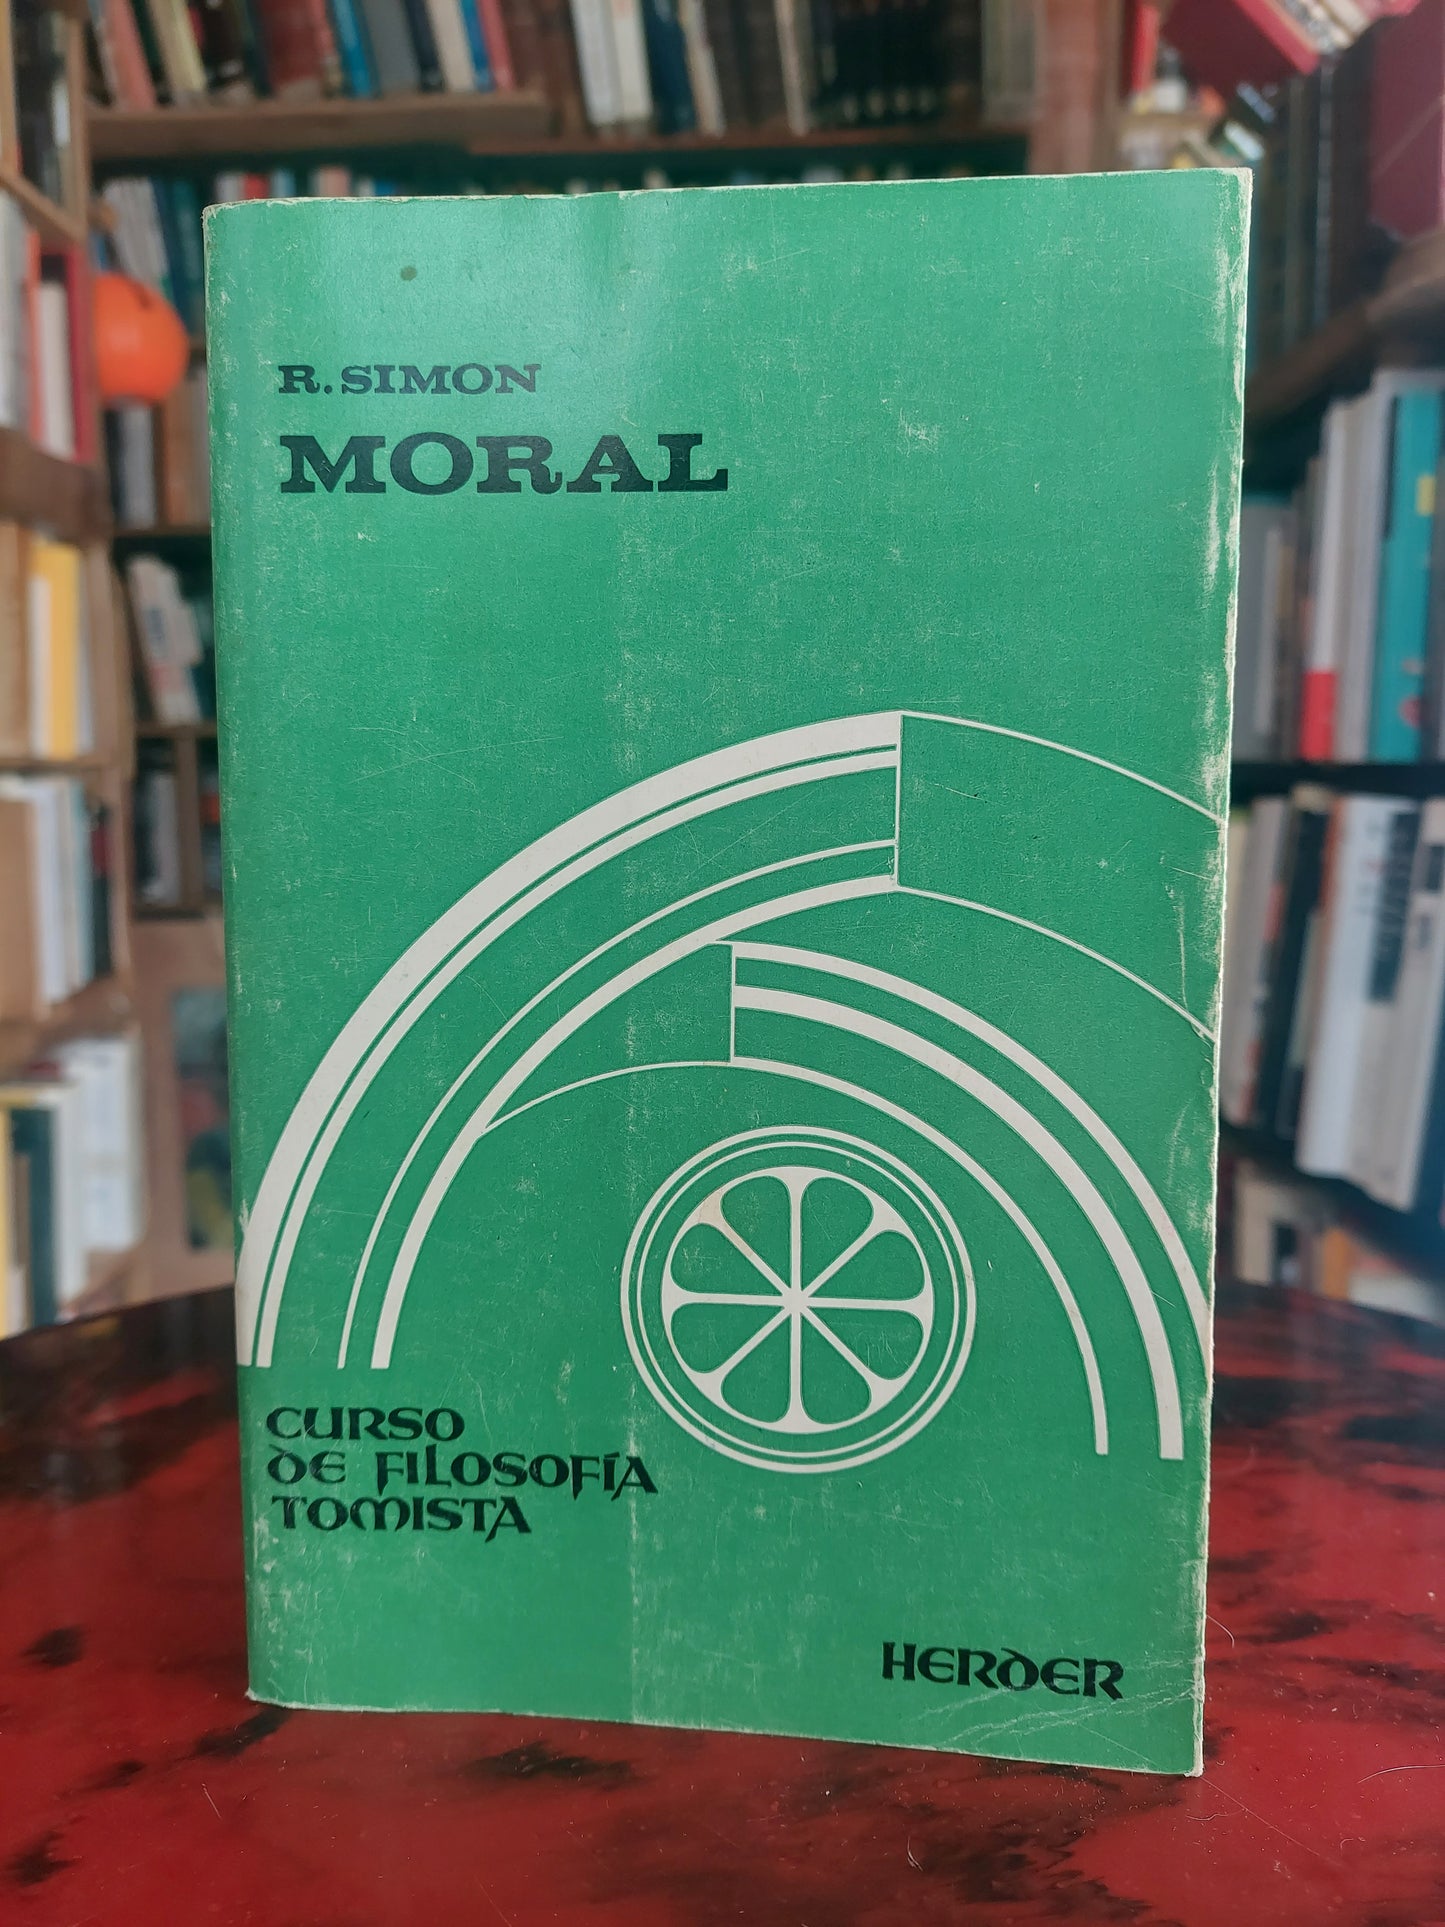 R. SIMON
MORAL
CURSO
DE FILOSOFÍA
TOMISTA
HERDER